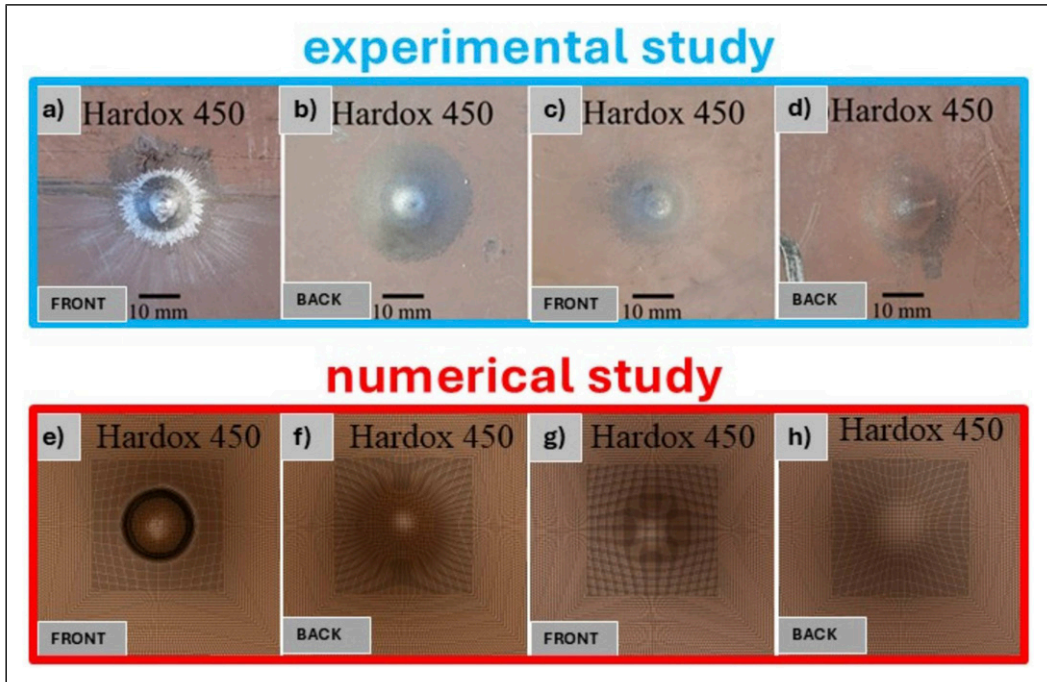 experimental study
a) Hardox 450
b) Hardox 450
c) Hardox 450
d) Hardox 450
FRONT
BACK
FRONT
BACK
10 mm
10 mm
10 mm
10 mm
numerical study
e) Hardox 450
f) Hardox 450
g) Hardox 450
h) Hardox 450
FRONT
BACK
FRONT
BACK